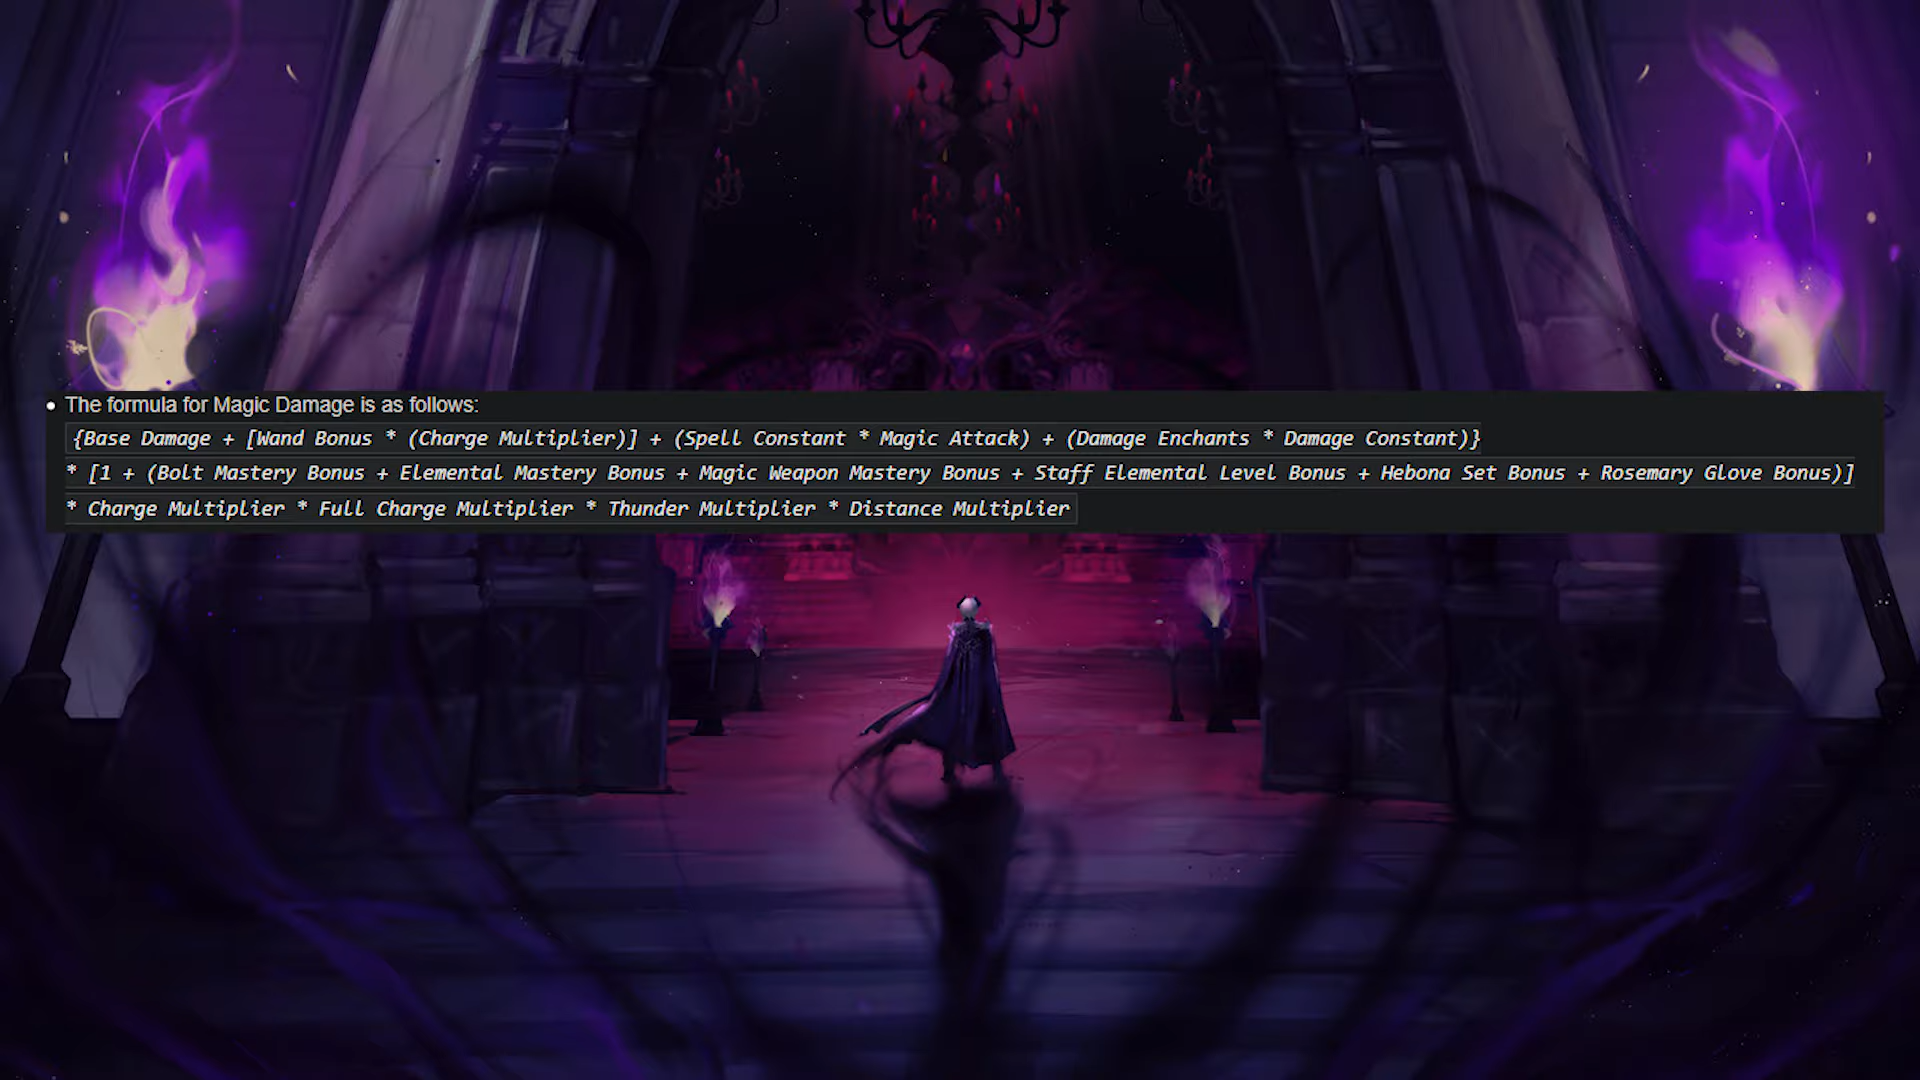 The formula for Magic Damage is as follows:
{Base Damage + [Wand Bonus * (Charge Multiplier)] + (Spell Constant * Magic Attack) + (Damage Enchants * Damage Constant)}
* [1 + (Bolt Mastery Bonus + Elemental Mastery Bonus + Magic Weapon Mastery Bonus + Staff Elemental Level Bonus + Hebona Set Bonus + Rosemary Glove Bonus)]
* Charge Multiplier * Full Charge Multiplier * Thunder Multiplier * Distance Multiplier